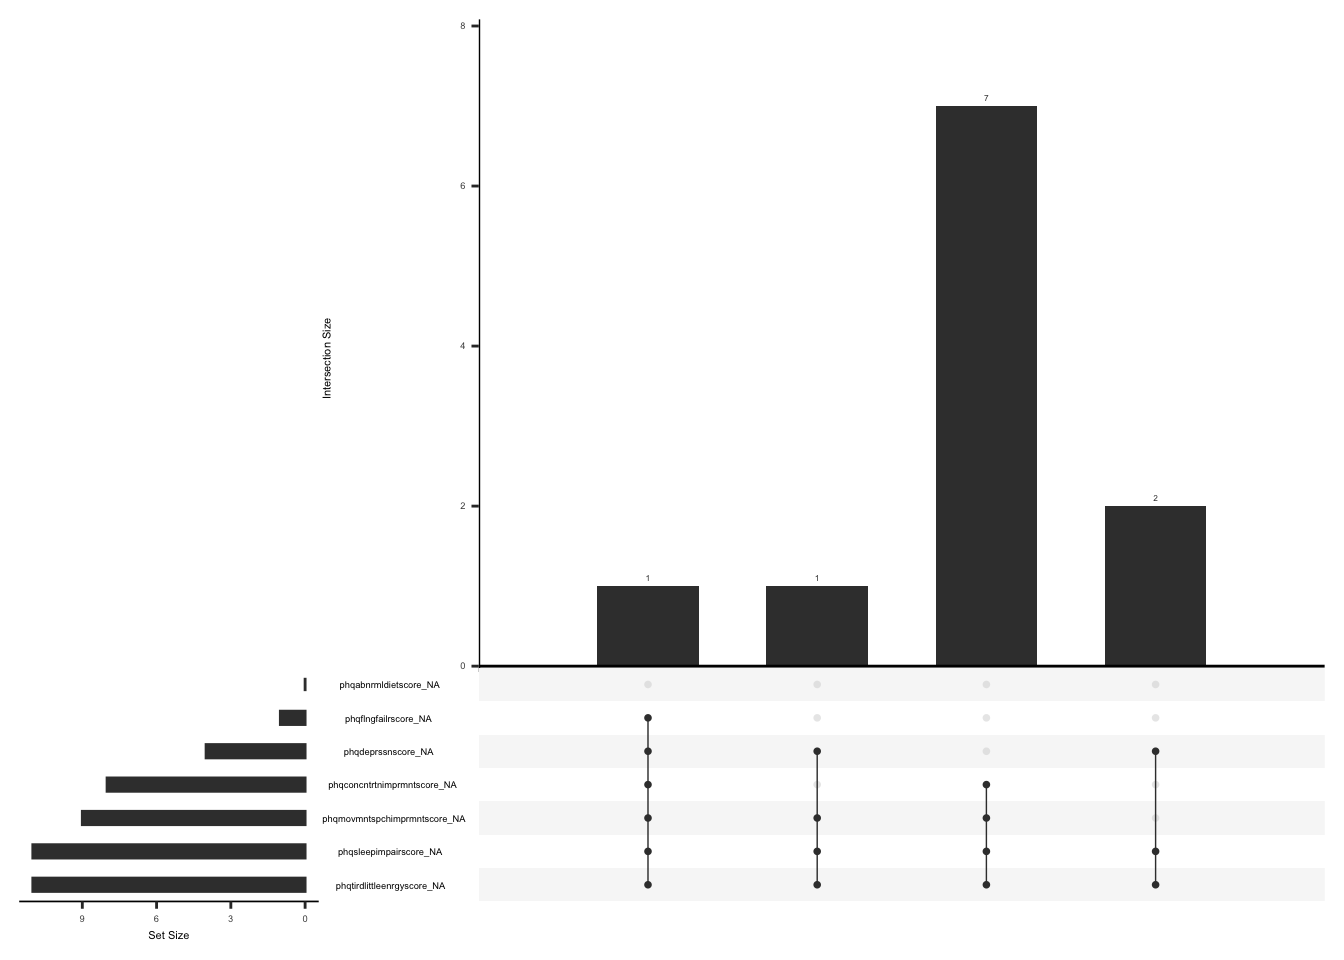 8
7
6
Intersection Size
4
2
2
1
1
0
phqabnrmldietscore_NA
phqflngfailrscore_NA
phqdeprssnscore_NA
phqconcntrtnimprmntscore_NA
phqmovmntspchimprmntscore_NA
phqsleepimpairscore_NA
phqtirdlittleenrgyscore_NA
9 6 3 0
Set Size